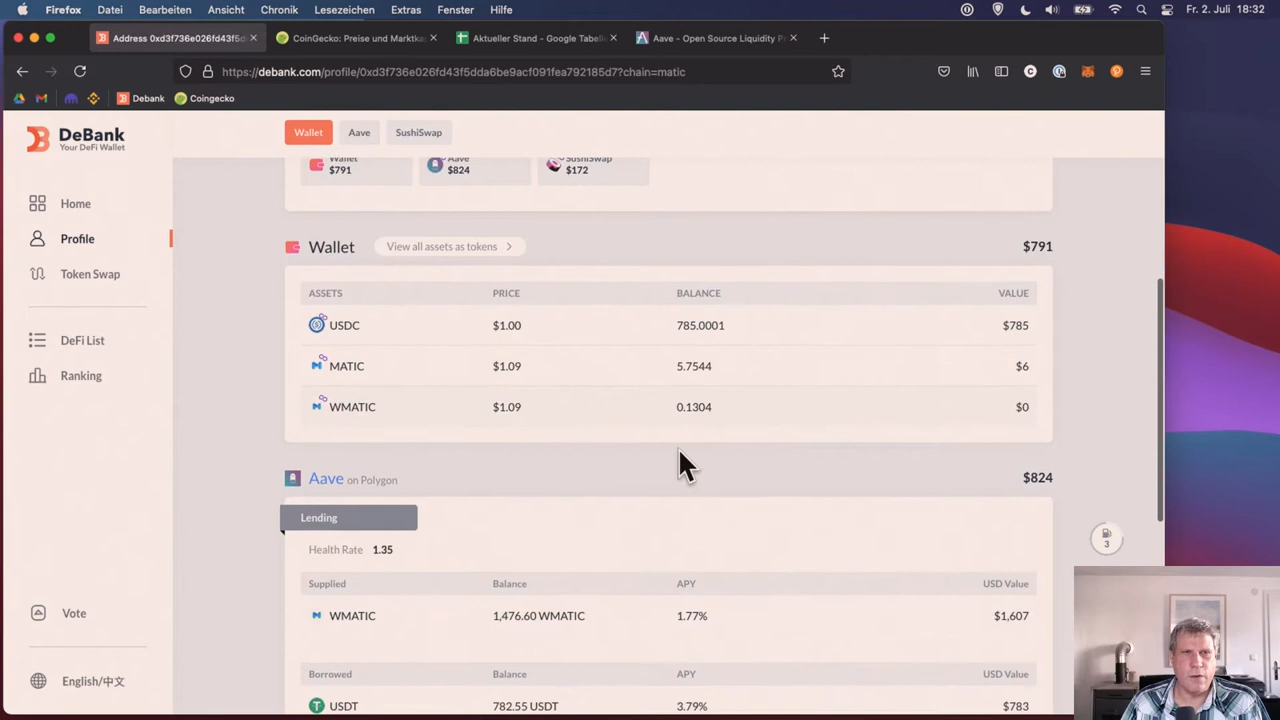 Firefox Datei Bearbeiten Ansicht Chronik Lesezeichen Extras Fenster Hilfe Fr. 2. Juli 18:32
Address 0xd3f736e026fd43f5d CoinGecko: Preise und Marktka Aktueller Stand - Google Tabelle Aave - Open Source Liquidity P
https://debank.com/profile/0xd3f736e026fd43f5dda6be9acf091fea792185d7?chain=matic
Debank Coingecko
DeBank
Your DeFi Wallet
Wallet Aave SushiSwap
Wallet Aave SushiSwap
$791 $824 $172
Home
Profile
Token Swap
DeFi List
Ranking
Vote
English/中文
Wallet View all assets as tokens $791
ASSETS PRICE BALANCE VALUE
USDC $1.00 785.0001 $785
MATIC $1.09 5.7544 $6
WMATIC $1.09 0.1304 $0
Aave on Polygon $824
Lending
3
Health Rate 1.35
Supplied Balance APY USD Value
WMATIC 1,476.60 WMATIC 1.77% $1,607
Borrowed Balance APY USD Value
USDT 782.55 USDT 3.79% $783